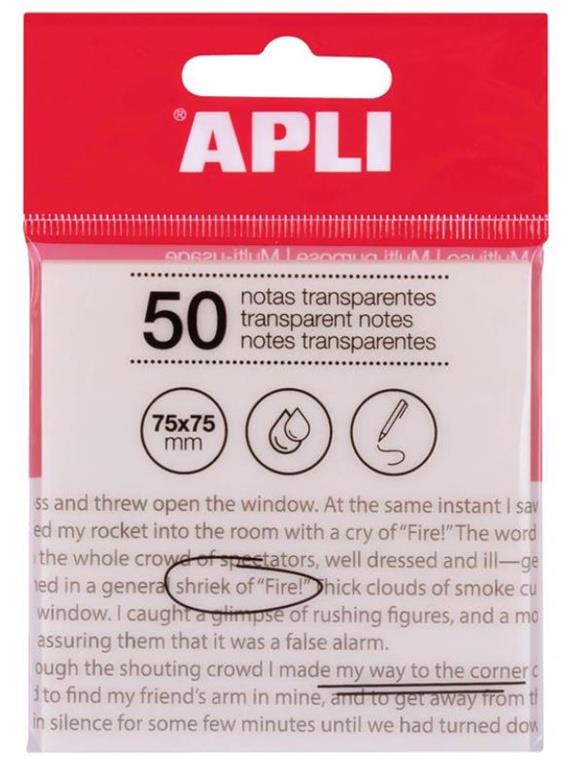 ® APLI
50 notas transparentes
transparent notes
notes transparentes
75x75
mm
ss and threw open the window. At the same instant I saw
ed my rocket into the room with a cry of “Fire!” The word
the whole crowd of spectators, well dressed and ill—ge
ned in a general shriek of “Fire!” Thick clouds of smoke cu
window. I caught a glimpse of rushing figures, and a mo
assuring them that it was a false alarm.
ough the shouting crowd I made my way to the corner
to find my friend's arm in mine, and to get away from th
in silence for some few minutes until we had turned dow